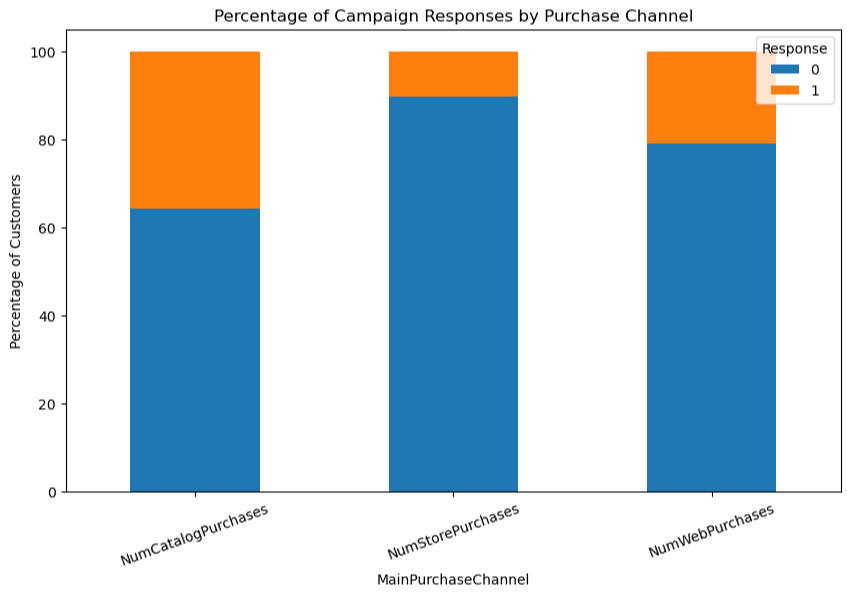 Percentage of Campaign Responses by Purchase Channel
Response
0
1
Percentage of Customers
100
80
60
40
20
0
NumCatalogPurchases
NumStorePurchases
NumWebPurchases
MainPurchaseChannel